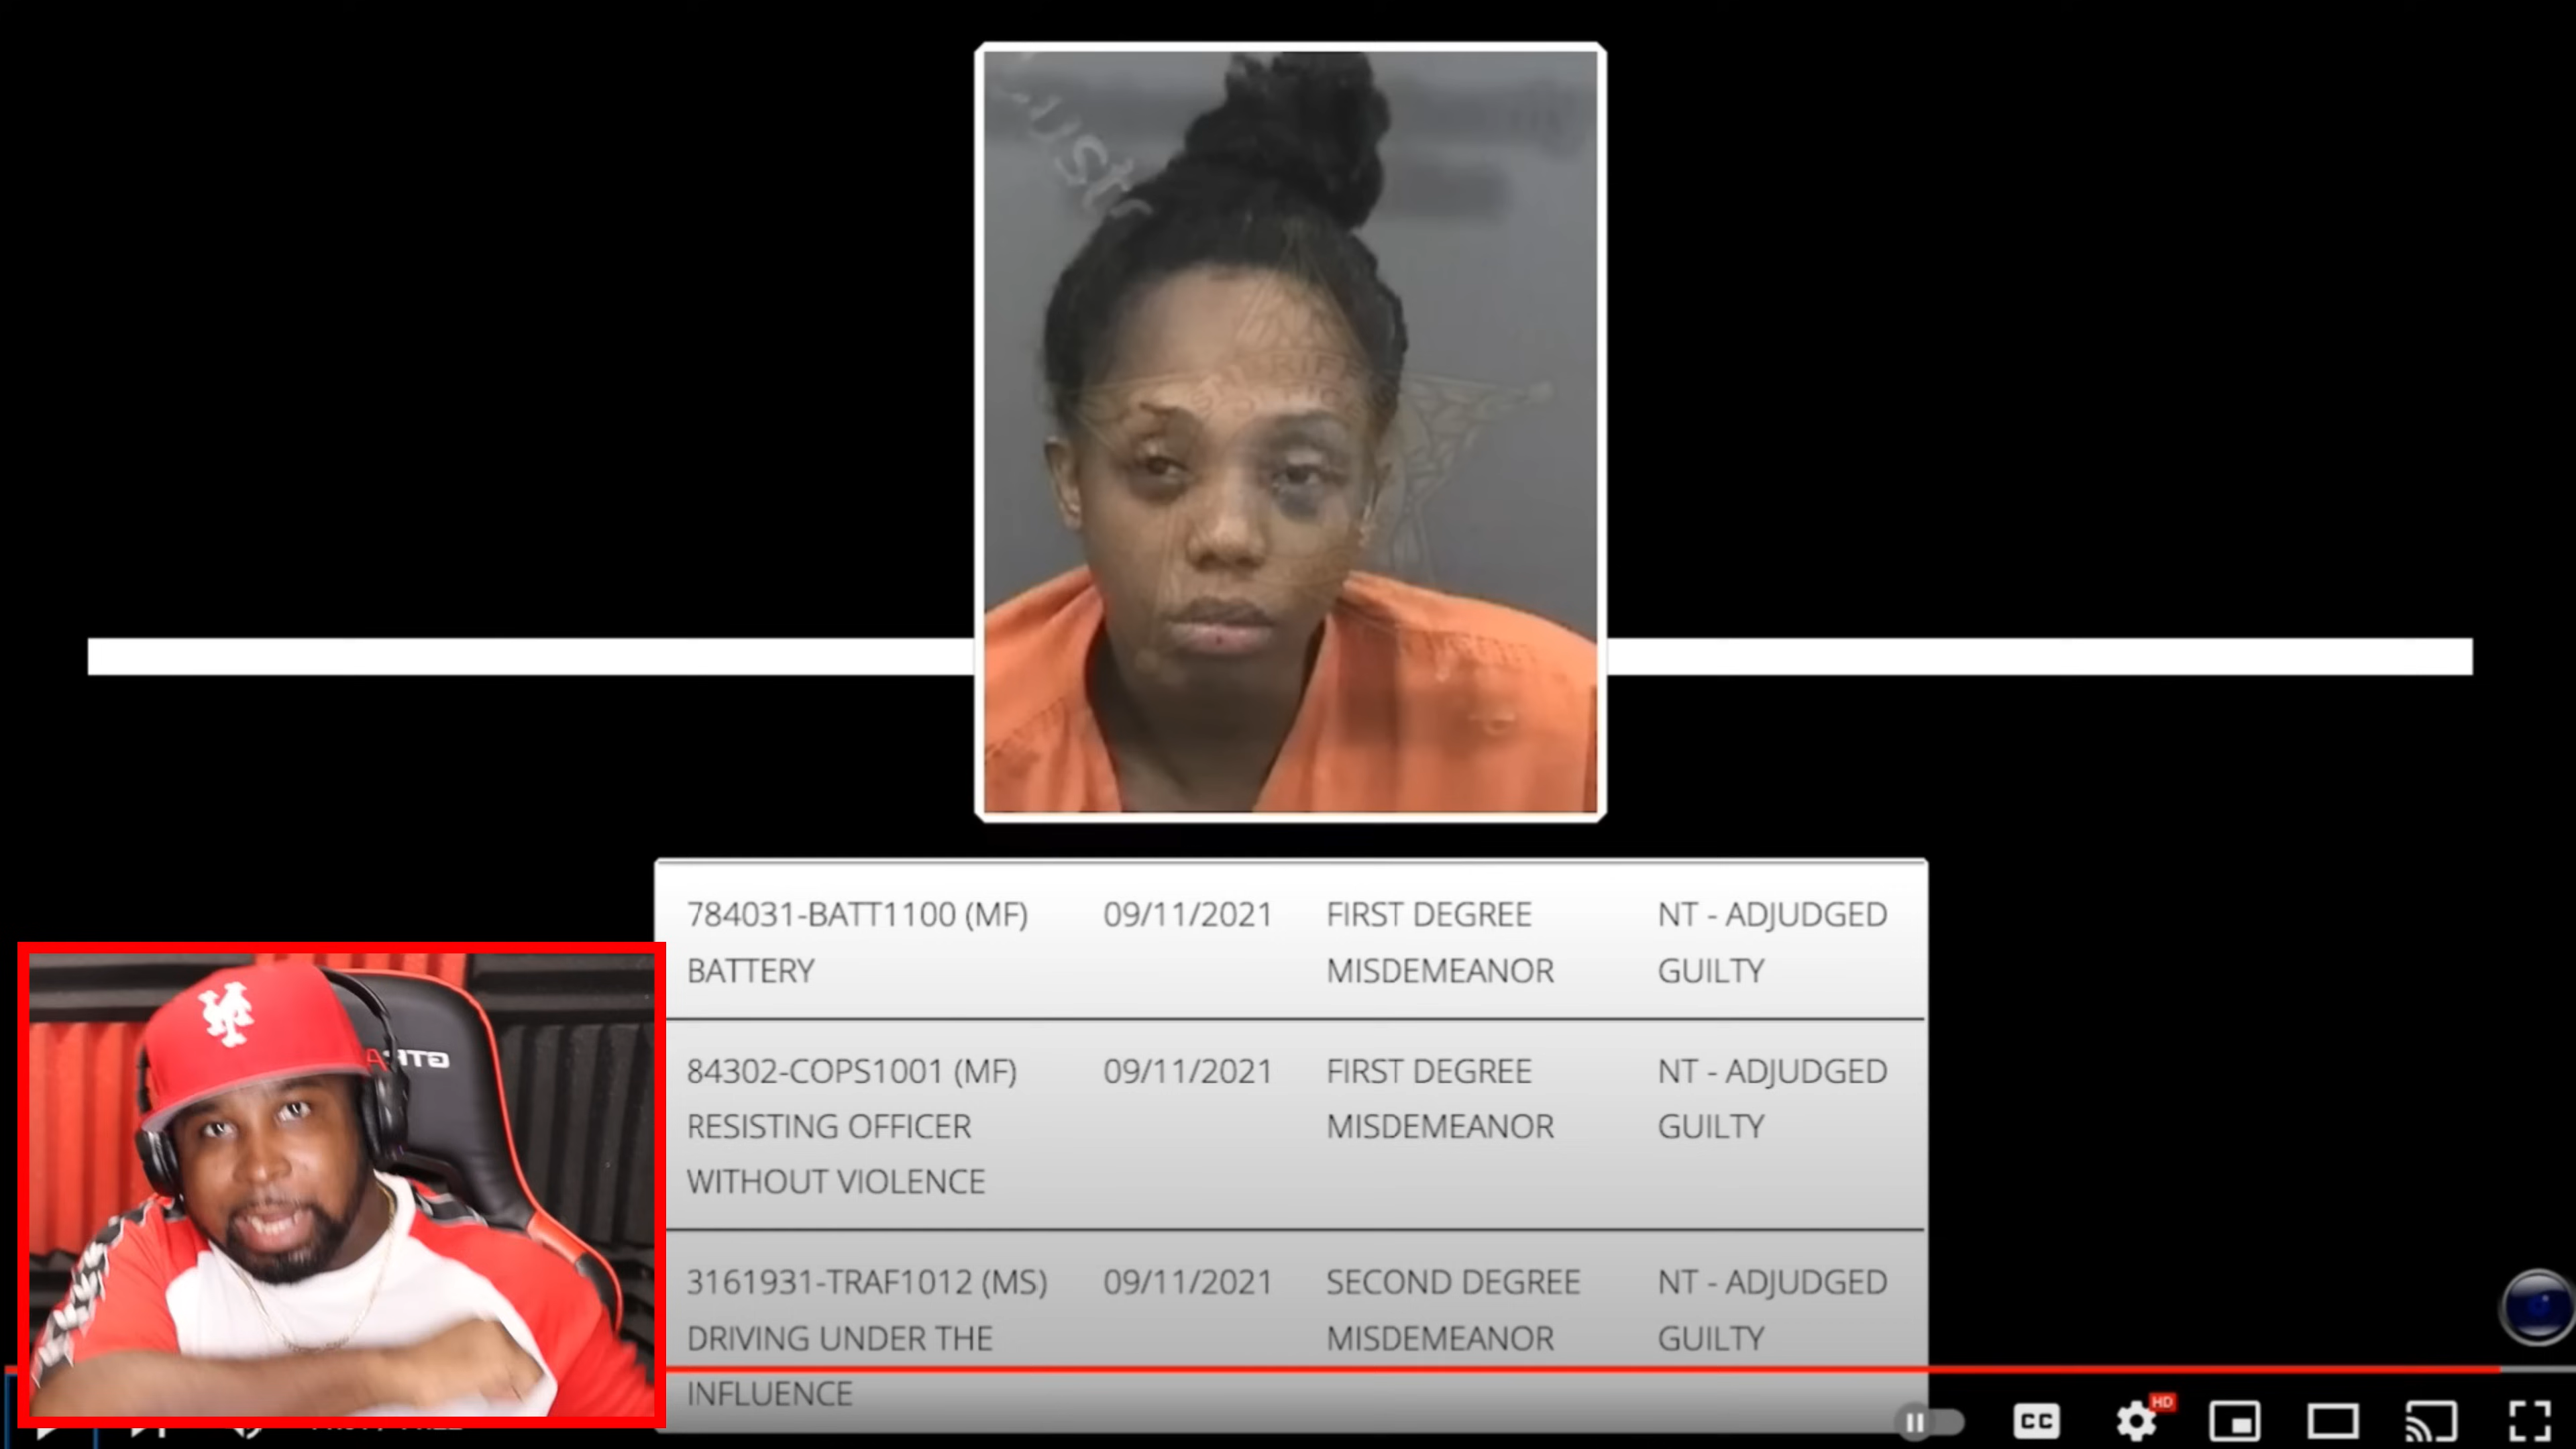 784031-BATT1100 (MF) 09/11/2021 FIRST DEGREE NT - ADJUDGED
BATTERY MISDEMEANOR GUILTY
84302-COPS1001 (MF) 09/11/2021 FIRST DEGREE NT - ADJUDGED
RESISTING OFFICER MISDEMEANOR GUILTY
WITHOUT VIOLENCE
3161931-TRAF1012 (MS) 09/11/2021 SECOND DEGREE NT - ADJUDGED
DRIVING UNDER THE MISDEMEANOR GUILTY
INFLUENCE
CC HD